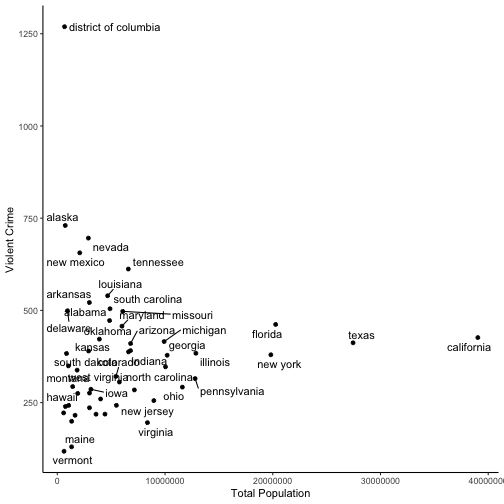 1250
district of columbia
1000
Violent Crime
750
alaska
nevada
new mexico
tennessee
louisiana
arkansas
south carolina
500
alabama
maryland
missouri
delaware
oklahoma
arizona
michigan
florida
texas
kansas
georgia
california
south dakota
colorado
indiana
illinois
new york
montana
west virginia
north carolina
hawaii
iowa
ohio
pennsylvania
250
new jersey
virginia
maine
vermont
0
10000000
20000000
30000000
40000000
Total Population